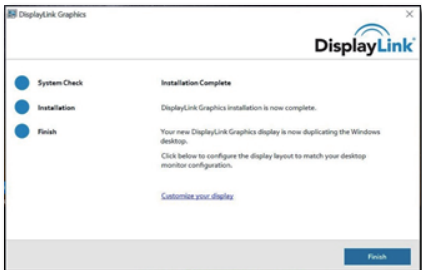 DisplayLink Graphics
DisplayLink
System Check
Installation
Finish
Installation Complete
DisplayLink Graphics installation is now complete.
Your new DisplayLink Graphics display is now duplicating the Windows
desktop.
Click below to configure the display layout to match your desktop
monitor configuration.
Customize your display
Finish